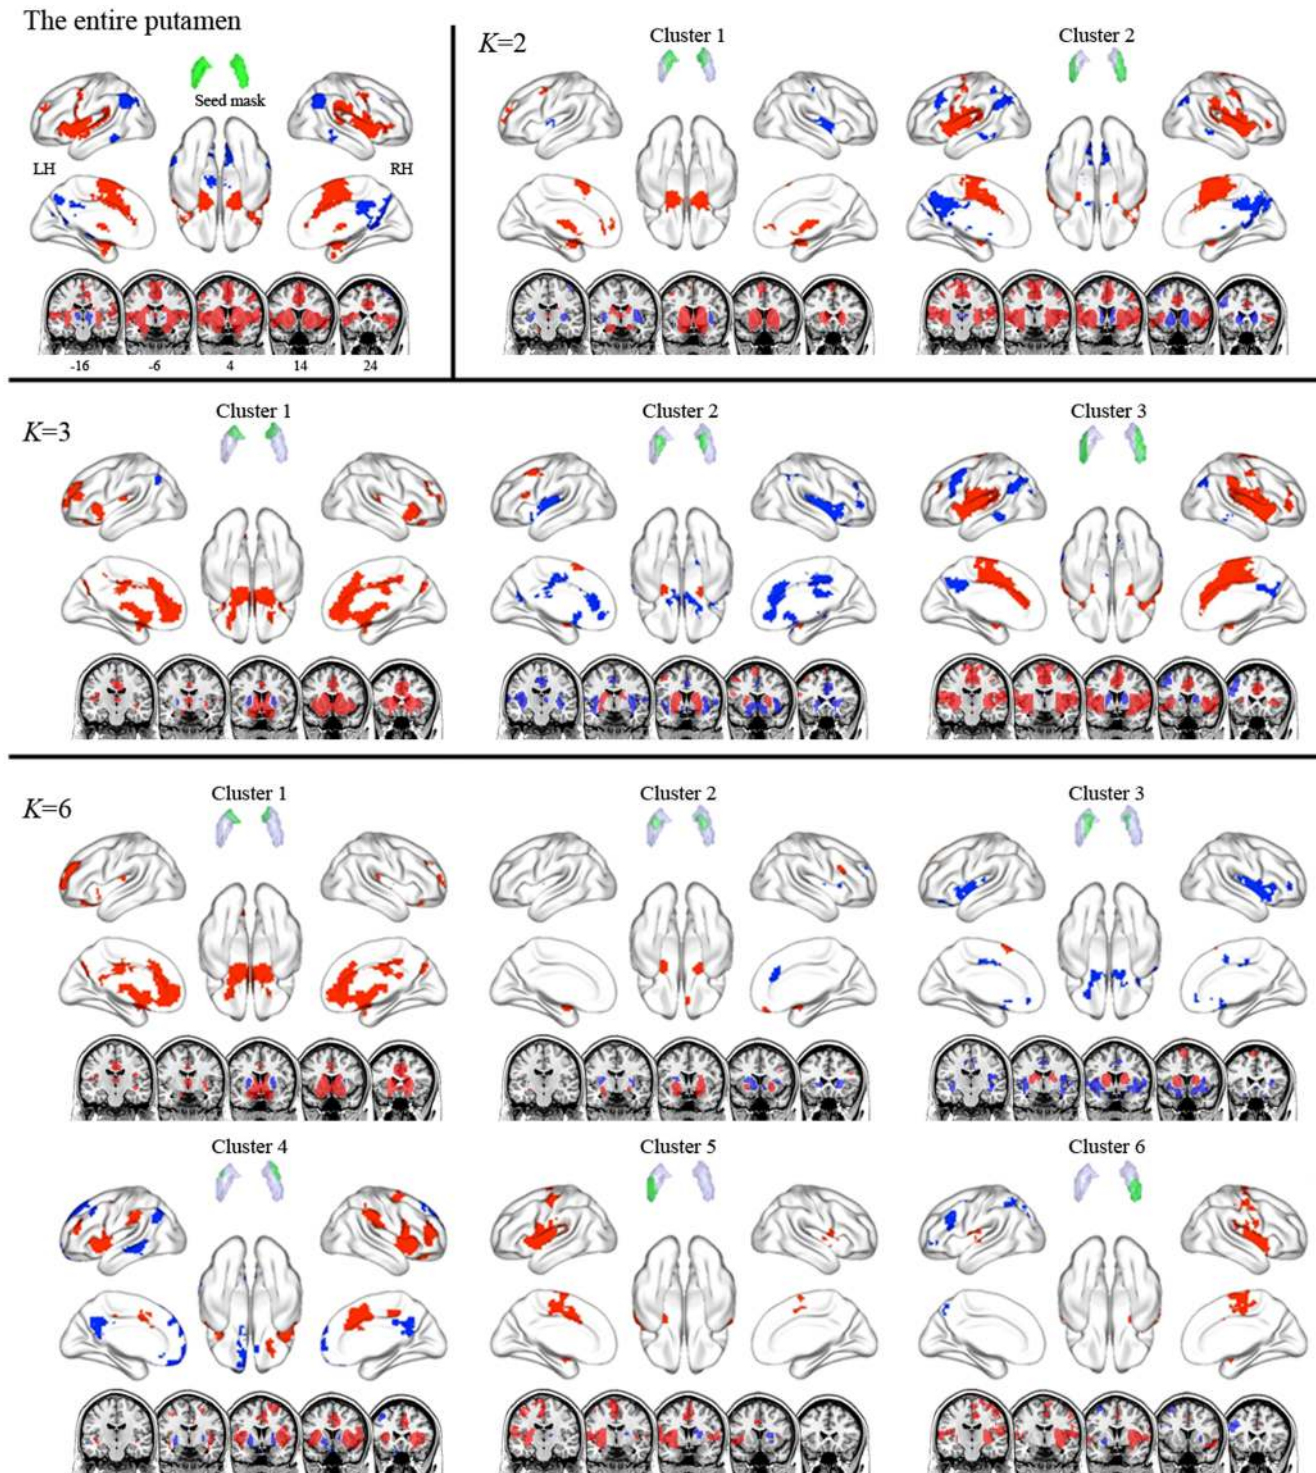 The entire putamen
Seed mask
LH
RH
-16 -6 4 14 24
K=2
Cluster 1
Cluster 2
K=3
Cluster 1
Cluster 2
Cluster 3
K=6
Cluster 1
Cluster 2
Cluster 3
Cluster 4
Cluster 5
Cluster 6